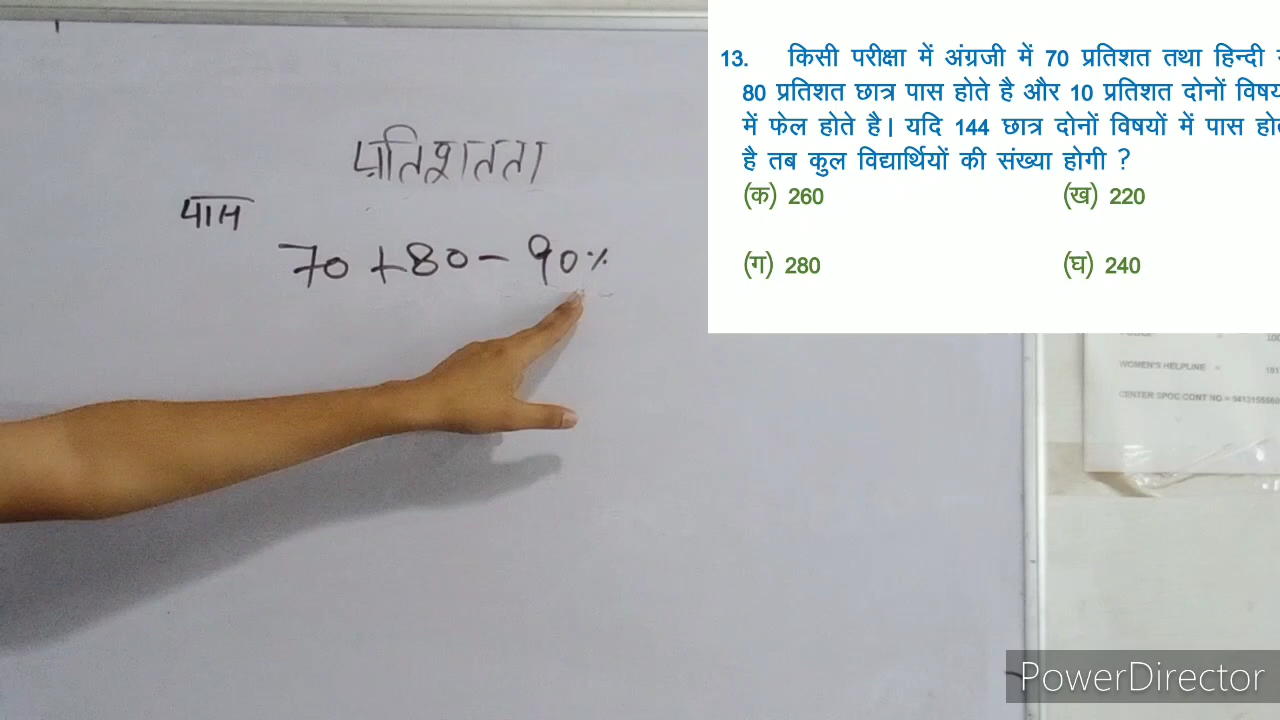 13. किसी परीक्षा में अंग्रजी में 70 प्रतिशत तथा हिन्दी
80 प्रतिशत छात्र पास होते है और 10 प्रतिशत दोनों विषय
में फेल होते है। यदि 144 छात्र दोनों विषयों में पास
है तब कुल विद्यार्थियों की संख्या होगी ?
(क) 260 (ख) 220
(ग) 280 (घ) 240
प्रतिशतता
पास
70 + 80 - 90%
WOMEN'S HELPLINE =
CENTER SPOC CONT NO =
PowerDirector